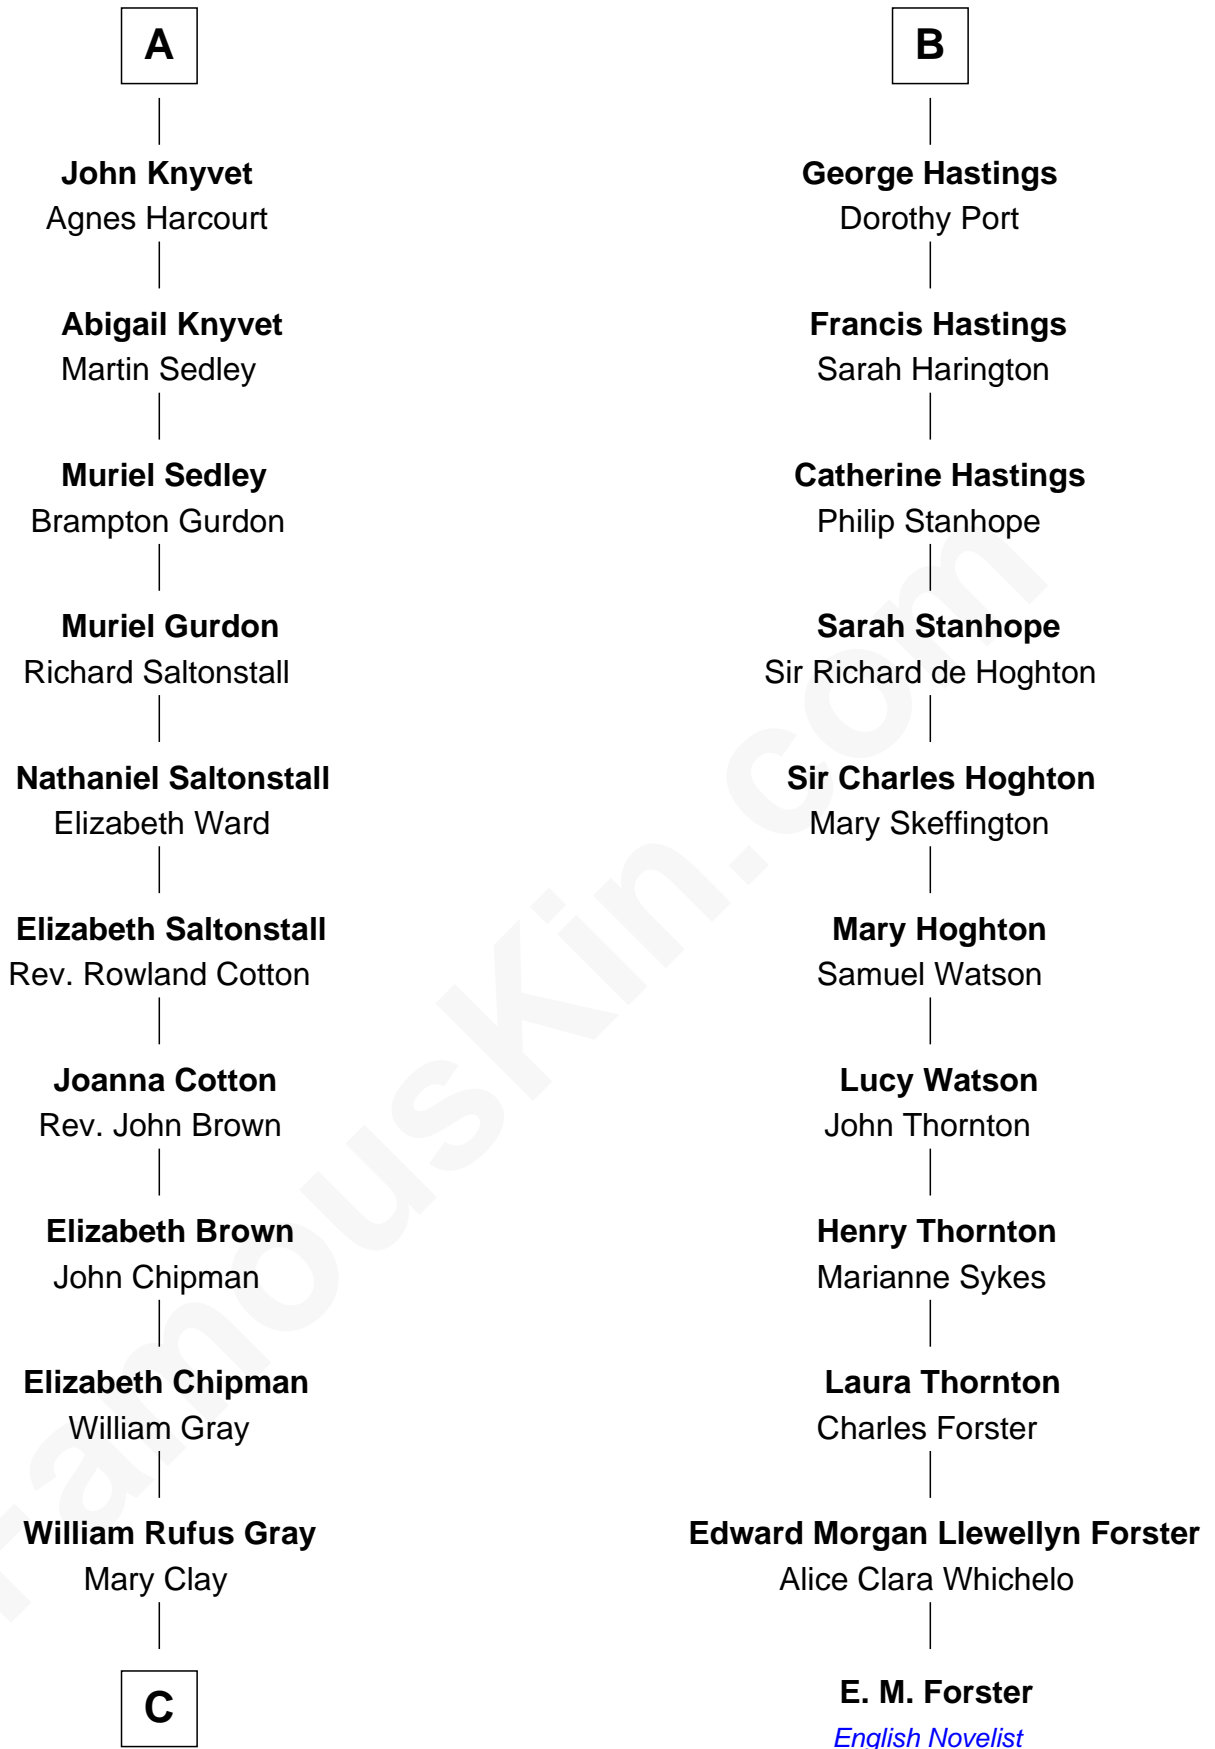 A
John Knyvet
Agnes Harcourt
Abigail Knyvet
Martin Sedley
Muriel Sedley
Brampton Gurdon
Muriel Gurdon
Richard Saltonstall
Nathaniel Saltonstall
Elizabeth Ward
Elizabeth Saltonstall
Rev. Rowland Cotton
Joanna Cotton
Rev. John Brown
Elizabeth Brown
John Chipman
Elizabeth Chipman
William Gray
William Rufus Gray
Mary Clay
C
B
George Hastings
Dorothy Port
Francis Hastings
Sarah Harington
Catherine Hastings
Philip Stanhope
Sarah Stanhope
Sir Richard de Hoghton
Sir Charles Hoghton
Mary Skeffington
Mary Hoghton
Samuel Watson
Lucy Watson
John Thornton
Henry Thornton
Marianne Sykes
Laura Thornton
Charles Forster
Edward Morgan Llewellyn Forster
Alice Clara Whichelo
E. M. Forster
English Novelist
FamousKin.com